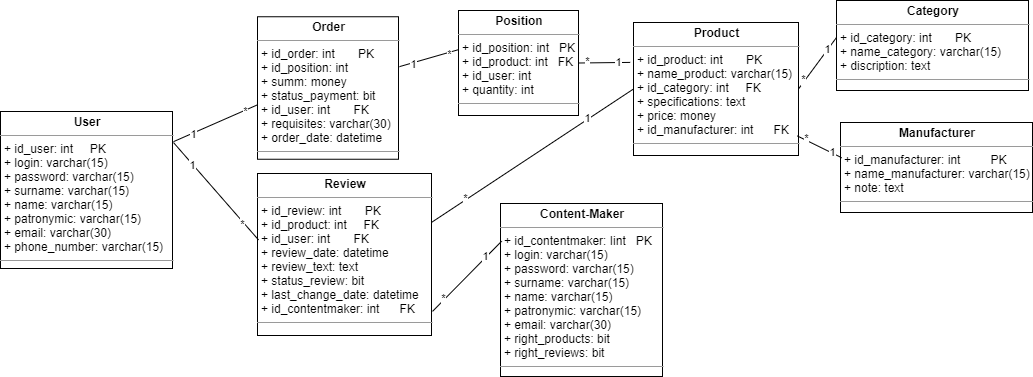 User
+ id_user: int PK
+ login: varchar(15)
+ password: varchar(15)
+ surname: varchar(15)
+ name: varchar(15)
+ patronymic: varchar(15)
+ email: varchar(30)
+ phone_number: varchar(15)
1
*
1
*
Order
+ id_order: int PK
+ id_position: int
+ summ: money
+ status_payment: bit
+ id_user: int FK
+ requisites: varchar(30)
+ order_date: datetime
1
*
Review
+ id_review: int PK
+ id_product: int FK
+ id_user: int FK
+ review_date: datetime
+ review_text: text
+ status_review: bit
+ last_change_date: datetime
+ id_contentmaker: int FK
*
1
*
1
Position
+ id_position: int PK
+ id_product: int FK
+ id_user: int
+ quantity: int
*
1
Content-Maker
+ id_contentmaker: lint PK
+ login: varchar(15)
+ password: varchar(15)
+ surname: varchar(15)
+ name: varchar(15)
+ patronymic: varchar(15)
+ email: varchar(30)
+ right_products: bit
+ right_reviews: bit
Product
+ id_product: int PK
+ name_product: varchar(15)
+ id_category: int FK
+ specifications: text
+ price: money
+ id_manufacturer: int FK
*
1
*
1
Category
+ id_category: int PK
+ name_category: varchar(15)
+ discription: text
Manufacturer
+ id_manufacturer: int PK
+ name_manufacturer: varchar(15)
+ note: text